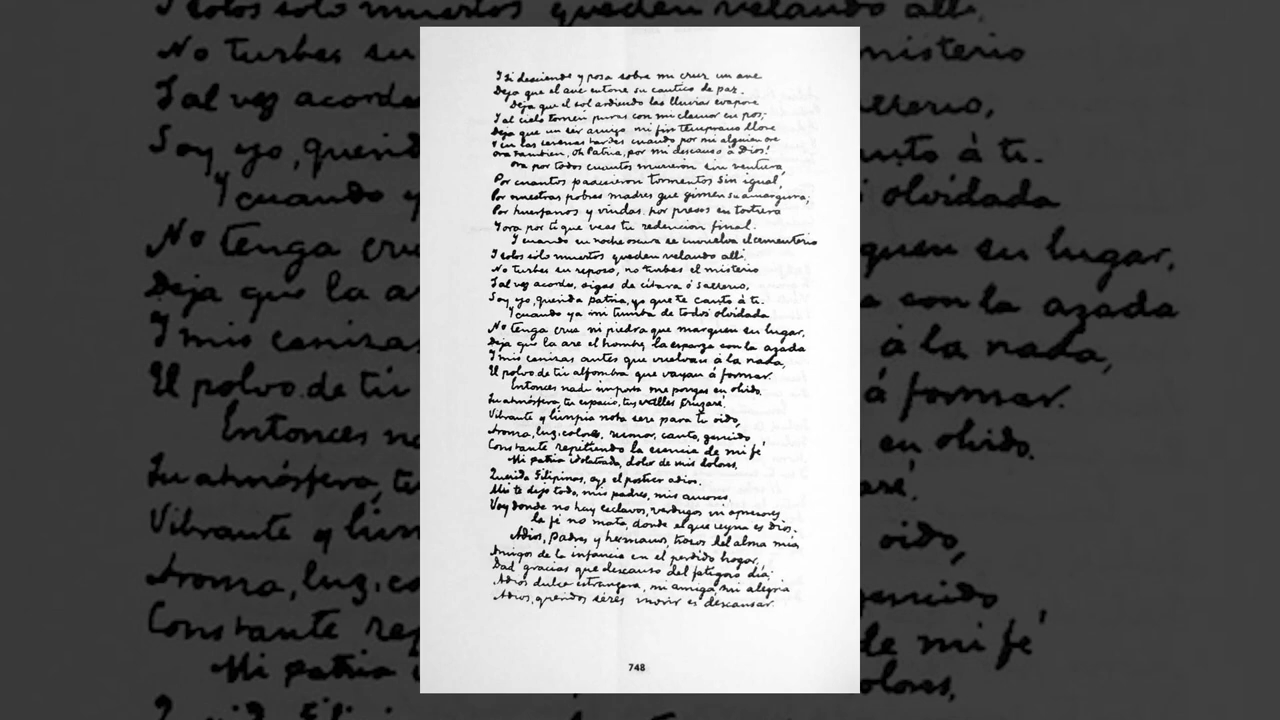 Y si desciende y posa sobre mi cruz un ave
Deja que el ave entone su cantico de paz.
Deja que el sol ardiendo las lluvias evapore
Y al cielo tornen puras con mi clamor en pos;
Deja que un sér amigo mi fin temprano llore
Y en las serenas tardes cuando por mi alguien ore
Ora tambien, Oh Patria, por mi descanso á Dios!
Ora por todos cuantos murieron sin ventura,
Por cuantos padecieron tormentos sin igual,
Por nuestras pobres madres que gimen su amargura;
Por huerfanos y viudas, por presos en tortura
Y ora por ti que veas tu redencion final.
Y cuando en noche oscura se envuelva el cementerio
Y solos sólo muertos queden velando alli,
No turbes su reposo, no turbes el misterio
Tal vez acordes oigas de citara ó salterio,
Soy yo, querida Patria, yo que te canto á ti.
Y cuando ya mi tumba de todos olvidada
No tenga cruz ni piedra que marquen su lugar,
Deja que la are el hombre, la esparza con la azada
Y mis cenizas antes que vuelvan á la nada,
El polvo de tu alfombra que vayan á formar.
Entonces nada importa me pongas en olvido,
Tu atmósfera, tu espacio, tus valles cruzaré,
Vibrante y limpia nota seré para tu oido,
Aroma, luz, colores, rumor, canto, gemido
Constante repitiendo la esencia de mi fé
Mi patria idolatrada, dolor de mis dolores,
Querida Filipinas, oye el postrer adios.
Ahi te dejo todo, mis padres, mis amores.
Voy donde no hay esclavos, verdugos ni opresores
la fé no mata, donde el que reyna es Dios.
Adios, padres y hermanos, trozos del alma mia
Amigos de la infancia en el perdido hogar,
Dad gracias que descanso del fatigoso dia;
Adios dulce estrangera, mi amiga, mi alegria
Adios, queridos séres morir es descansar.
748